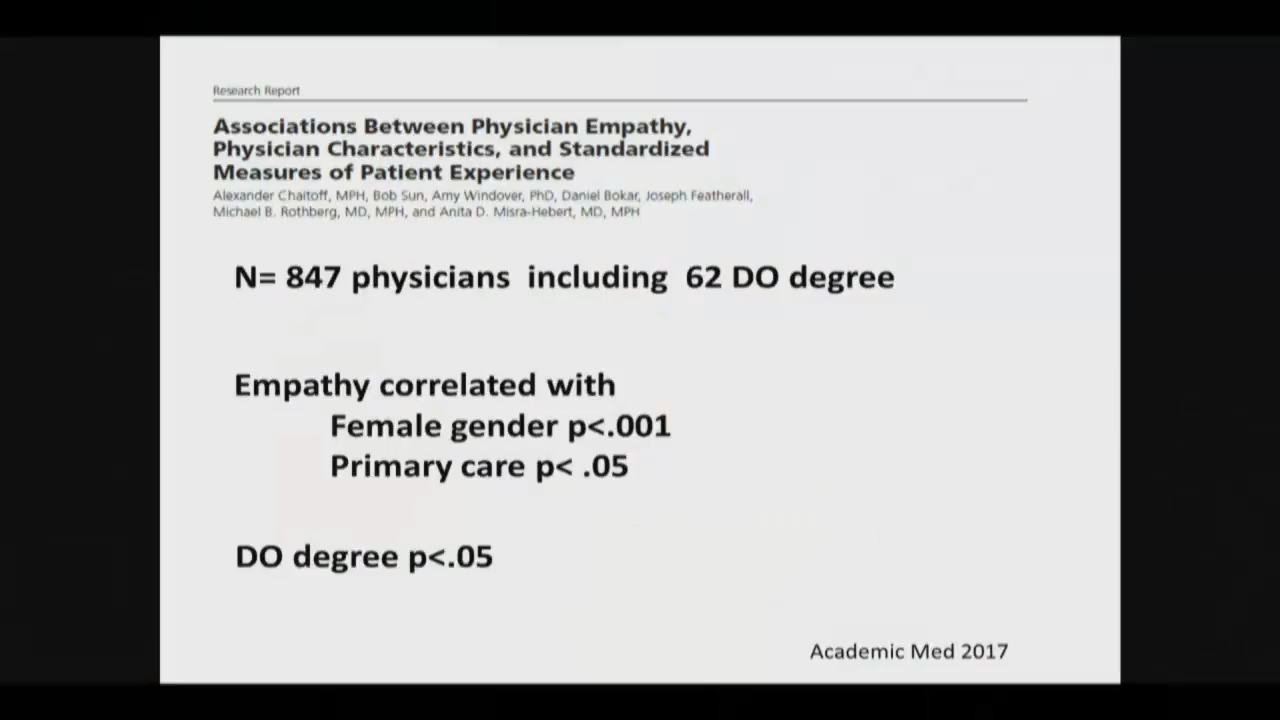 Research Report
Associations Between Physician Empathy,
Physician Characteristics, and Standardized
Measures of Patient Experience
Alexander Chaitoff, MPH, Bob Sun, Amy Windover, PhD, Daniel Bokar, Joseph Featherall,
Michael B. Rothberg, MD, MPH, and Anita D. Misra-Hebert, MD, MPH
N= 847 physicians including 62 DO degree
Empathy correlated with
Female gender p<.001
Primary care p< .05
DO degree p<.05
Academic Med 2017